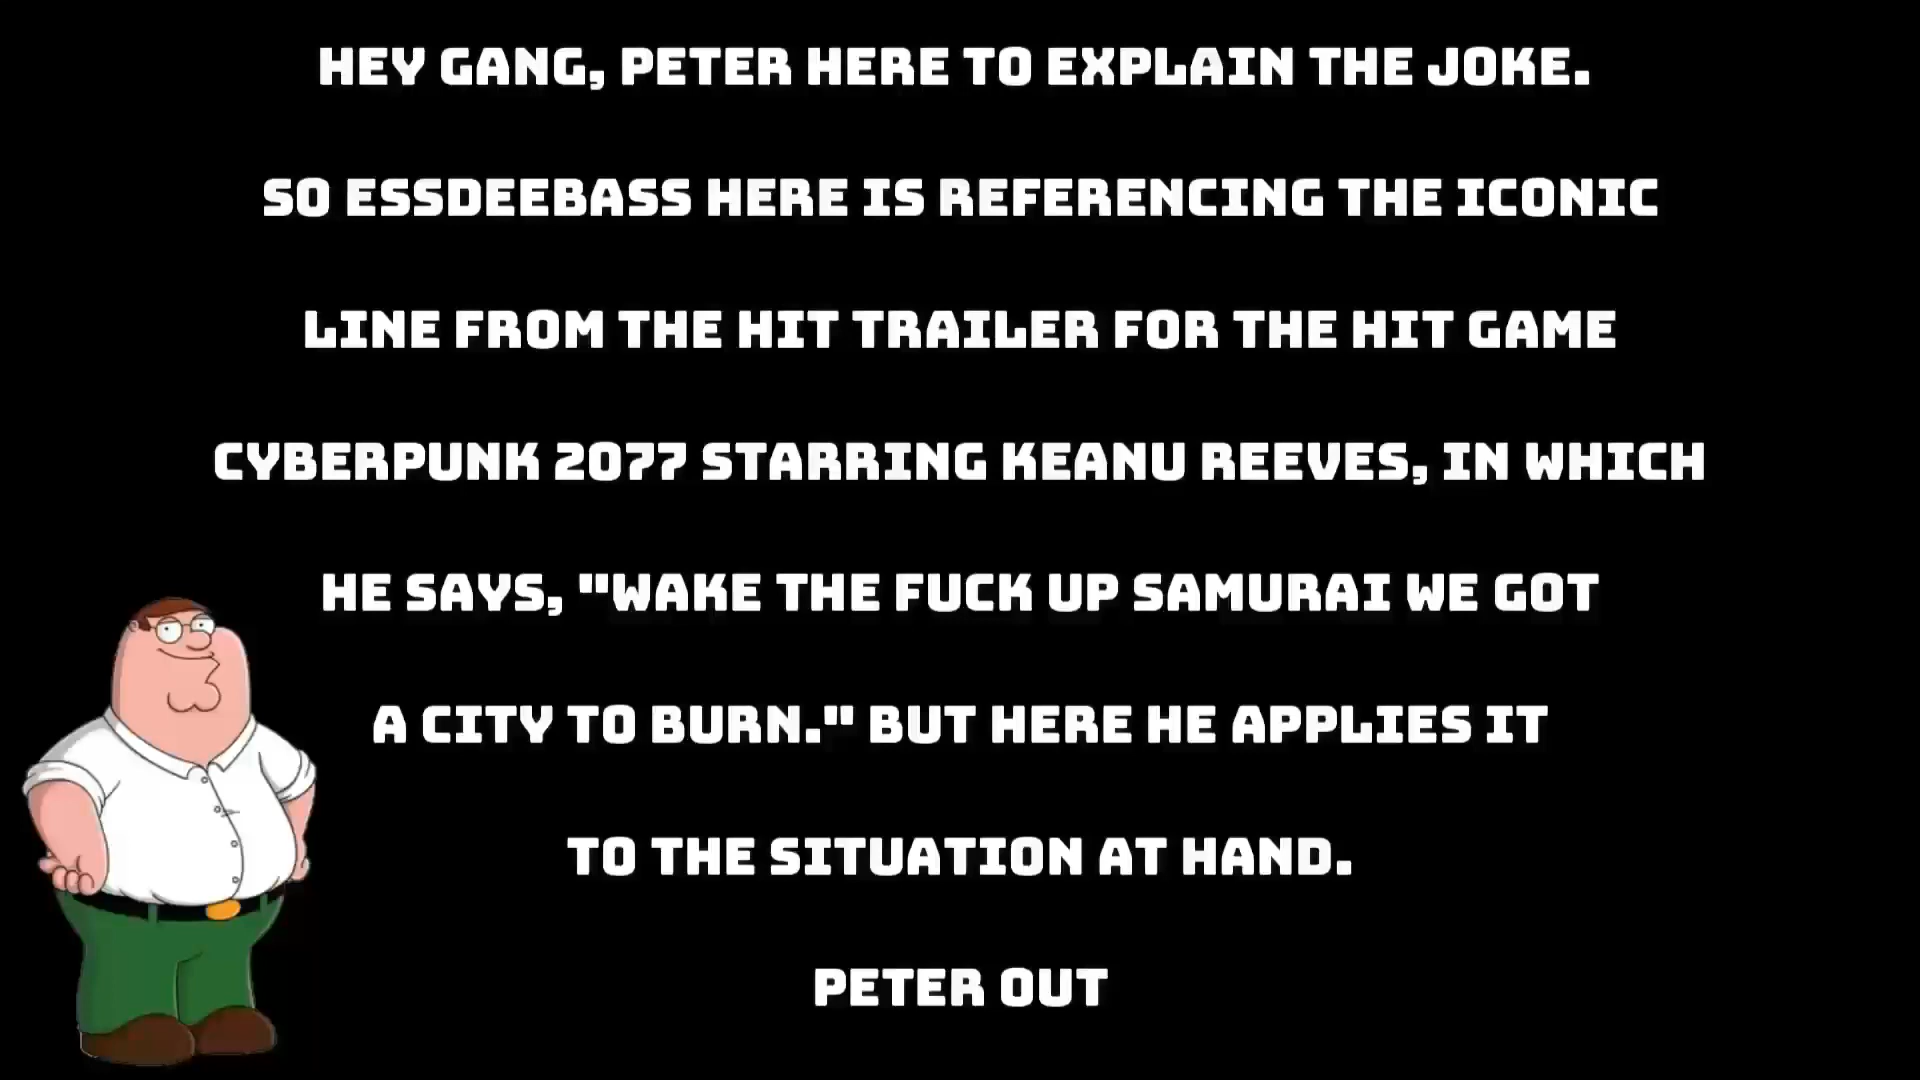 HEY GANG, PETER HERE TO EXPLAIN THE JOKE.
SO ESSDEEBASS HERE IS REFERENCING THE ICONIC
LINE FROM THE HIT TRAILER FOR THE HIT GAME
CYBERPUNK 2077 STARRING KEANU REEVES, IN WHICH
HE SAYS, "WAKE THE FUCK UP SAMURAI WE GOT
A CITY TO BURN." BUT HERE HE APPLIES IT
TO THE SITUATION AT HAND.
PETER OUT